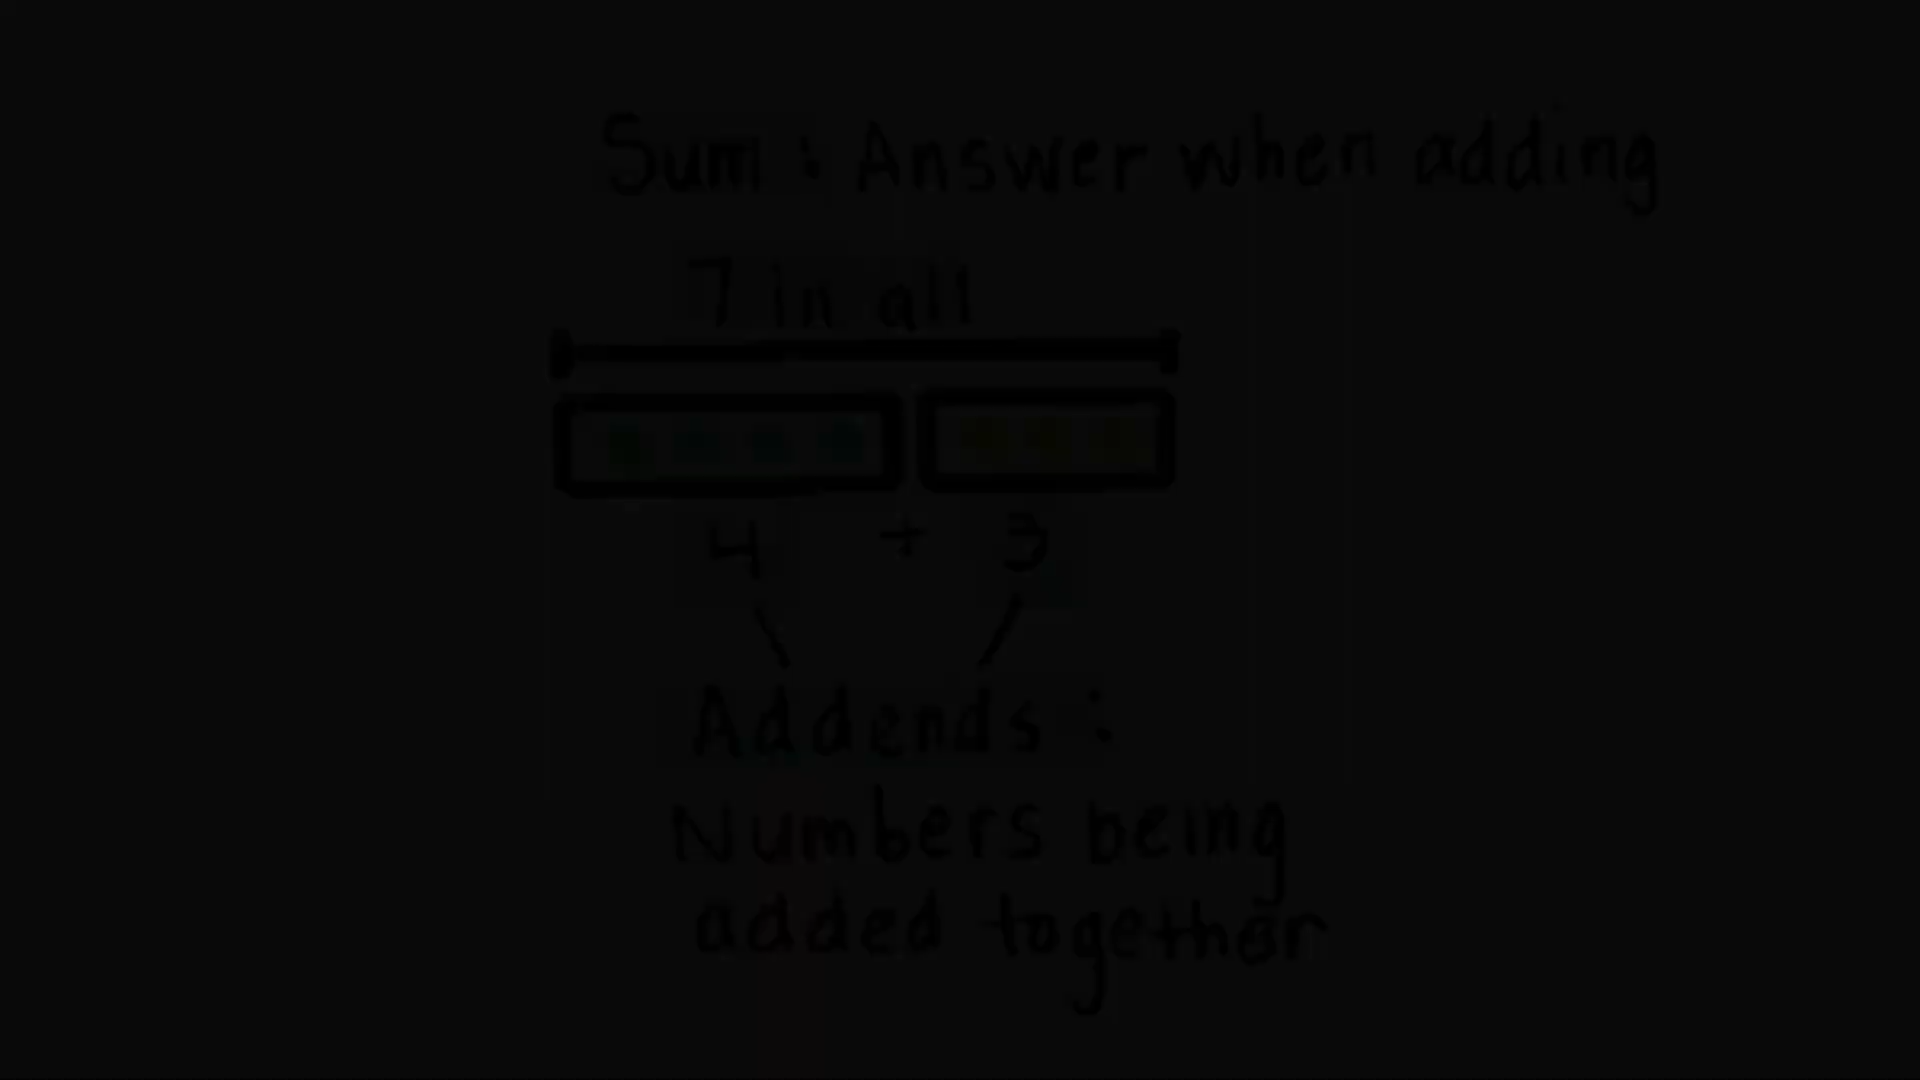 Sum: Answer when adding
7 in all
4 + 3
Addends:
Numbers being
added together